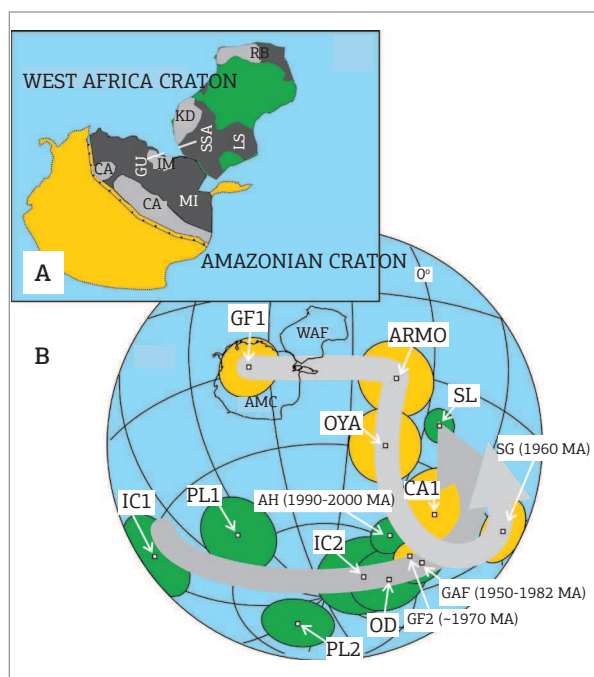 RB
WEST AFRICA CRATON
KD
SSA
LS
GU
IM
CA
CA
MI
A
AMAZONIAN CRATON
0°
GF1
WAF
ARMO
B
AMC
SL
OYA
SG (1960 MA)
PL1
CA1
IC1
AH (1990-2000 MA)
IC2
GAF (1950-1982 MA)
OD
GF2 (~1970 MA)
PL2